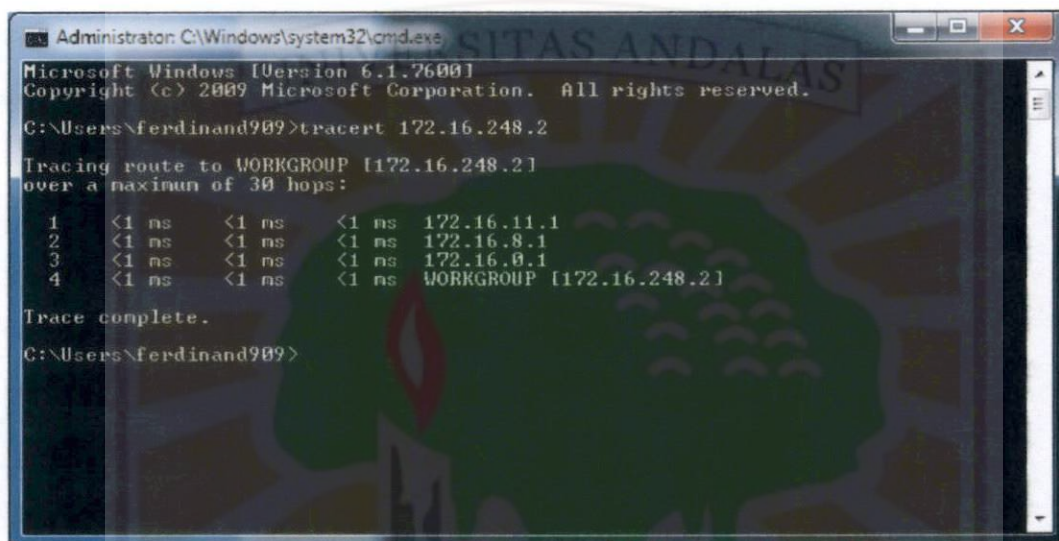 Administrator: C:\Windows\system32\cmd.exe
UNIVERSITAS ANDALAS
Microsoft Windows [Version 6.1.7600]
Copyright (c) 2009 Microsoft Corporation.  All rights reserved.
C:\Users\ferdinand909>tracert 172.16.248.2
Tracing route to WORKGROUP [172.16.248.2]
over a maximum of 30 hops:
1 <1 ms <1 ms <1 ms 172.16.11.1
2 <1 ms <1 ms <1 ms 172.16.8.1
3 <1 ms <1 ms <1 ms 172.16.0.1
4 <1 ms <1 ms <1 ms WORKGROUP [172.16.248.2]
Trace complete.
C:\Users\ferdinand909>